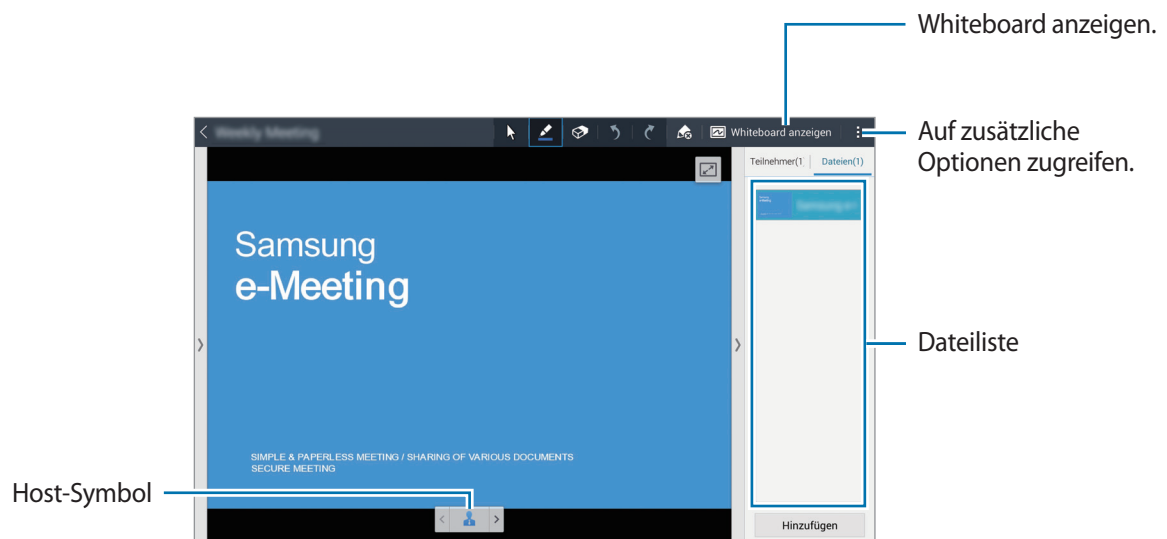 Whiteboard anzeigen.
Weekly Meeting
Whiteboard anzeigen
Auf zusätzliche
Optionen zugreifen.
Teilnehmer(1
Dateien(1)
Samsung
e-Meeting
Dateiliste
SIMPLE & PAPERLESS MEETING / SHARING OF VARIOUS DOCUMENTS
SECURE MEETING
Host-Symbol
Hinzufügen